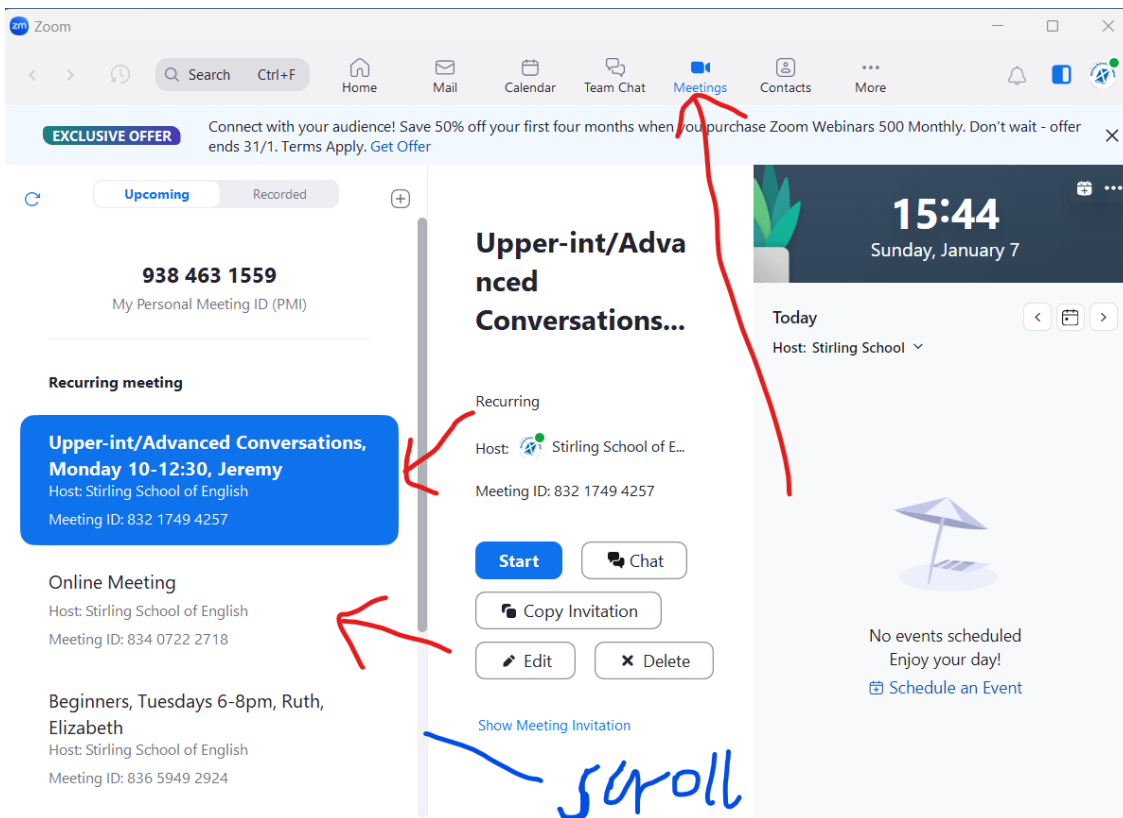 zm Zoom
Search Ctrl+F
Home
Mail
Calendar
Team Chat
Meetings
Contacts
More
EXCLUSIVE OFFER
Connect with your audience! Save 50% off your first four months when you purchase Zoom Webinars 500 Monthly. Don't wait - offer
ends 31/1. Terms Apply. Get Offer
Upcoming
Recorded
938 463 1559
My Personal Meeting ID (PMI)
Recurring meeting
Upper-int/Advanced Conversations,
Monday 10-12:30, Jeremy
Host: Stirling School of English
Meeting ID: 832 1749 4257
Online Meeting
Host: Stirling School of English
Meeting ID: 834 0722 2718
Beginners, Tuesdays 6-8pm, Ruth,
Elizabeth
Host: Stirling School of English
Meeting ID: 836 5949 2924
Upper-int/Adva
nced
Conversations...
Recurring
Host: Stirling School of E...
Meeting ID: 832 1749 4257
Start
Chat
Copy Invitation
Edit
Delete
Show Meeting Invitation
scroll
15:44
Sunday, January 7
Today
Host: Stirling School
No events scheduled
Enjoy your day!
Schedule an Event